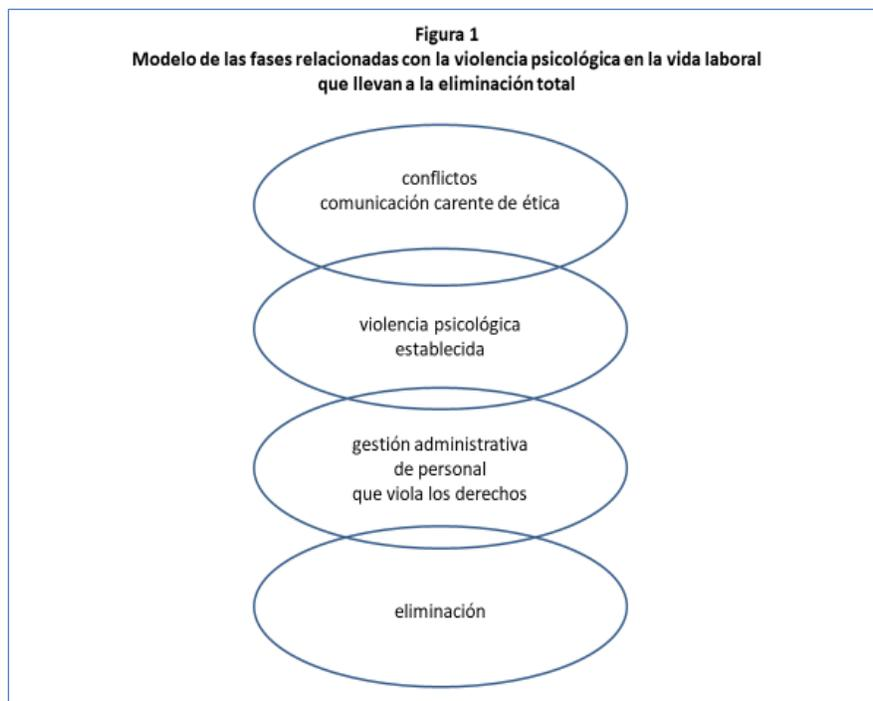 Figura 1
Modelo de las fases relacionadas con la violencia psicológica en la vida laboral
que llevan a la eliminación total
conflictos
comunicación carente de ética
violencia psicológica
establecida
gestión administrativa
de personal
que viola los derechos
eliminación